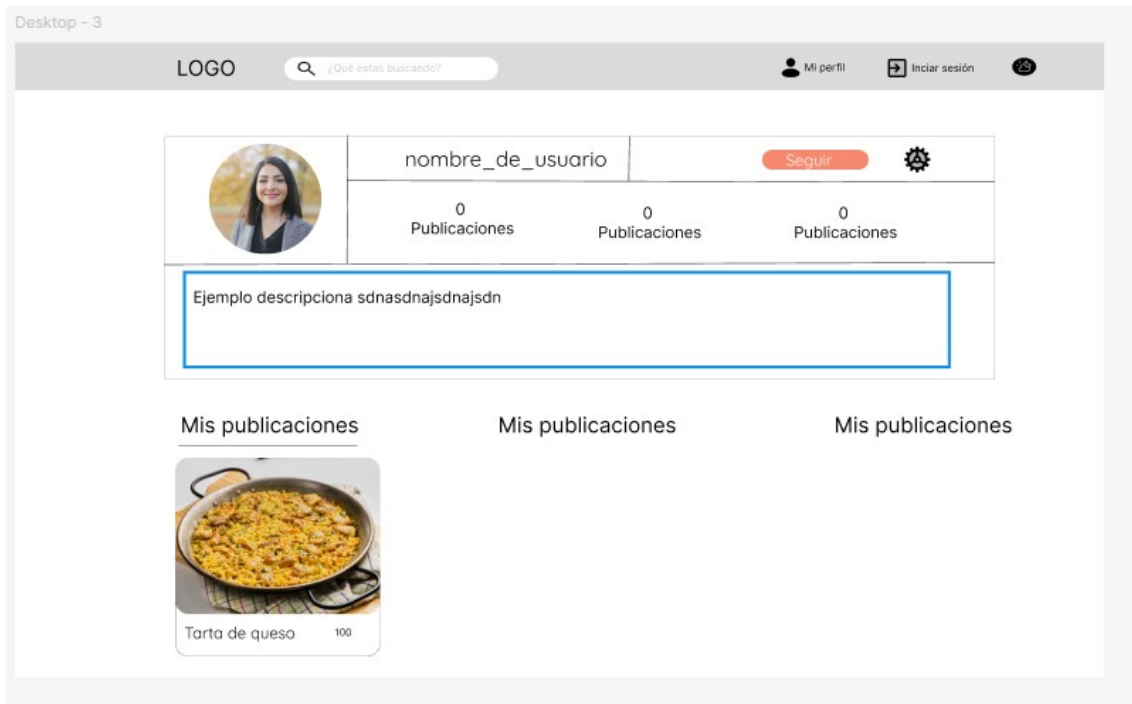 Desktop - 3
LOGO
¿Qué estas buscando?
Mi perfil
Inciar sesión
nombre_de_usuario
Seguir
0
Publicaciones
0
Publicaciones
0
Publicaciones
Ejemplo descripciona sdnasdnajsdnajsdn
Mis publicaciones
Mis publicaciones
Mis publicaciones
Tarta de queso
100